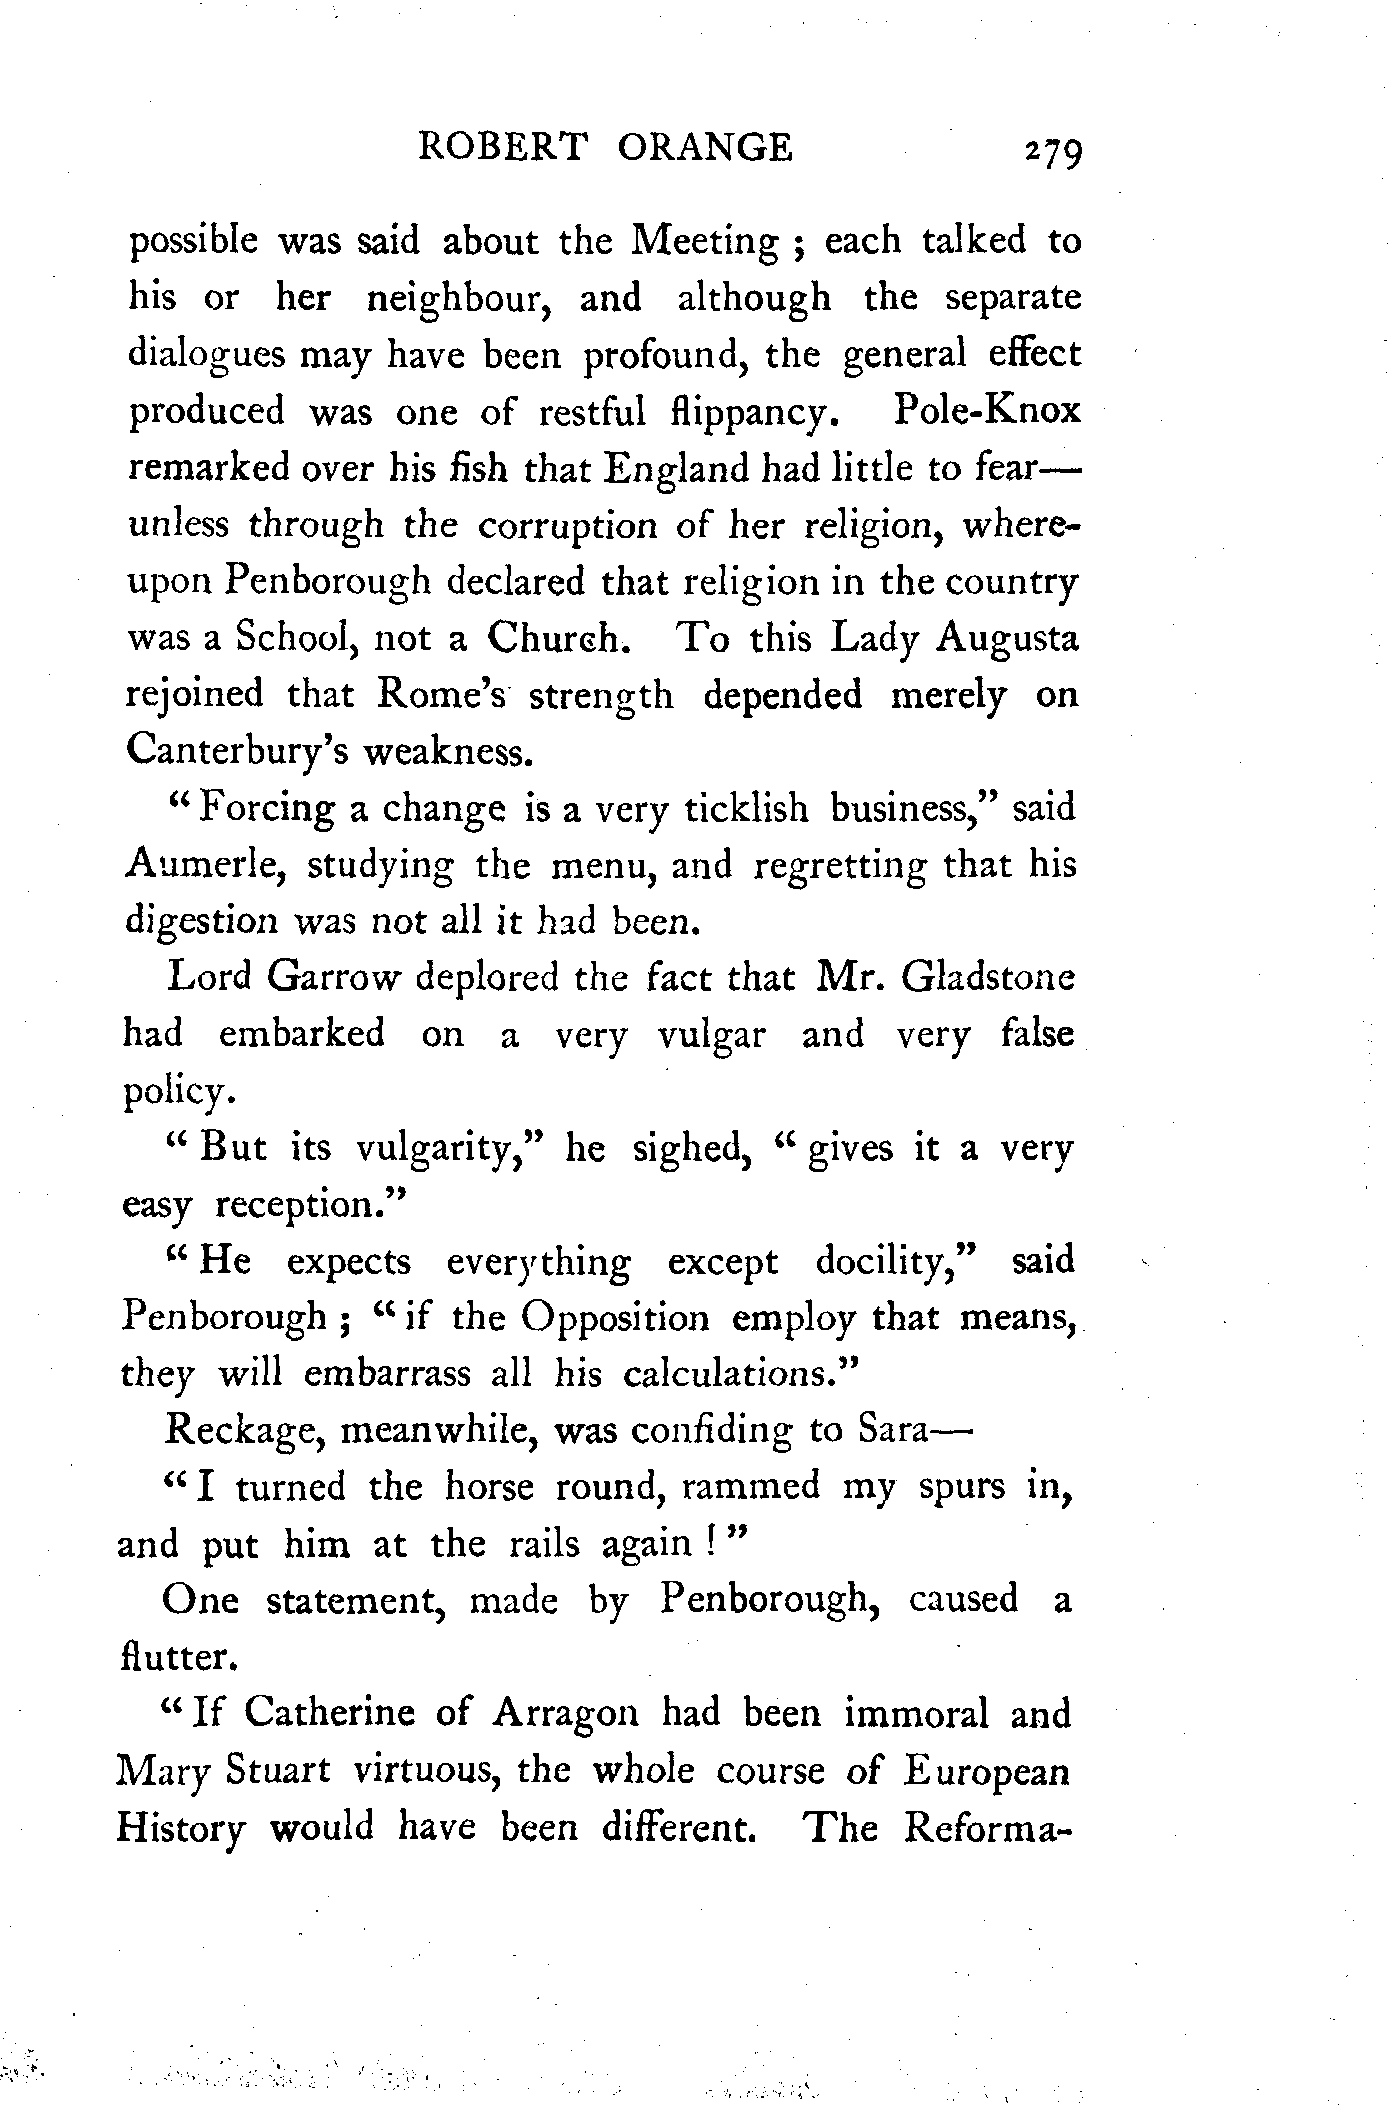 ROBERT ORANGE 279
possible was said about the Meeting ; each talked to
his or her neighbour, and although the separate
dialogues may have been profound, the general effect
produced was one of restful flippancy. Pole-Knox
remarked over his fish that England had little to fear—
unless through the corruption of her religion, where-
upon Penborough declared that religion in the country
was a School, not a Church. To this Lady Augusta
rejoined that Rome's strength depended merely on
Canterbury's weakness.
“ Forcing a change is a very ticklish business,” said
Aumerle, studying the menu, and regretting that his
digestion was not all it had been.
Lord Garrow deplored the fact that Mr. Gladstone
had embarked on a very vulgar and very false
policy.
“ But its vulgarity,” he sighed, “ gives it a very
easy reception.”
“ He expects everything except docility,” said
Penborough ; “ if the Opposition employ that means,
they will embarrass all his calculations.”
Reckage, meanwhile, was confiding to Sara—
“ I turned the horse round, rammed my spurs in,
and put him at the rails again ! ”
One statement, made by Penborough, caused a
flutter.
“ If Catherine of Arragon had been immoral and
Mary Stuart virtuous, the whole course of European
History would have been different. The Reforma-